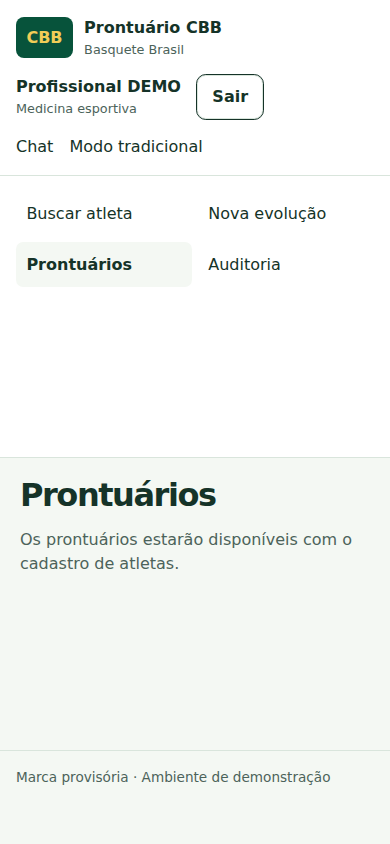 CBB
Prontuário CBB
Basquete Brasil
Profissional DEMO
Medicina esportiva
Sair
Chat
Modo tradicional
Buscar atleta
Nova evolução
Prontuários
Auditoria
Prontuários
Os prontuários estarão disponíveis com o
cadastro de atletas.
Marca provisória · Ambiente de demonstração